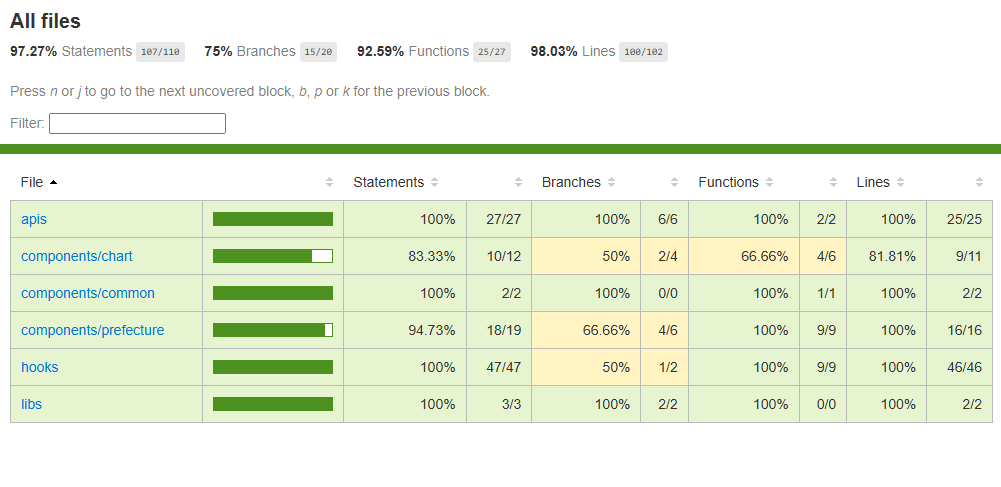 All files
97.27% Statements 107/110 75% Branches 15/20 92.59% Functions 25/27 98.03% Lines 100/102
Press n or j to go to the next uncovered block, b, p or k for the previous block.
Filter:
File Statements Branches Functions Lines
apis 100% 27/27 100% 6/6 100% 2/2 100% 25/25
components/chart 83.33% 10/12 50% 2/4 66.66% 4/6 81.81% 9/11
components/common 100% 2/2 100% 0/0 100% 1/1 100% 2/2
components/prefecture 94.73% 18/19 66.66% 4/6 100% 9/9 100% 16/16
hooks 100% 47/47 50% 1/2 100% 9/9 100% 46/46
libs 100% 3/3 100% 2/2 100% 0/0 100% 2/2